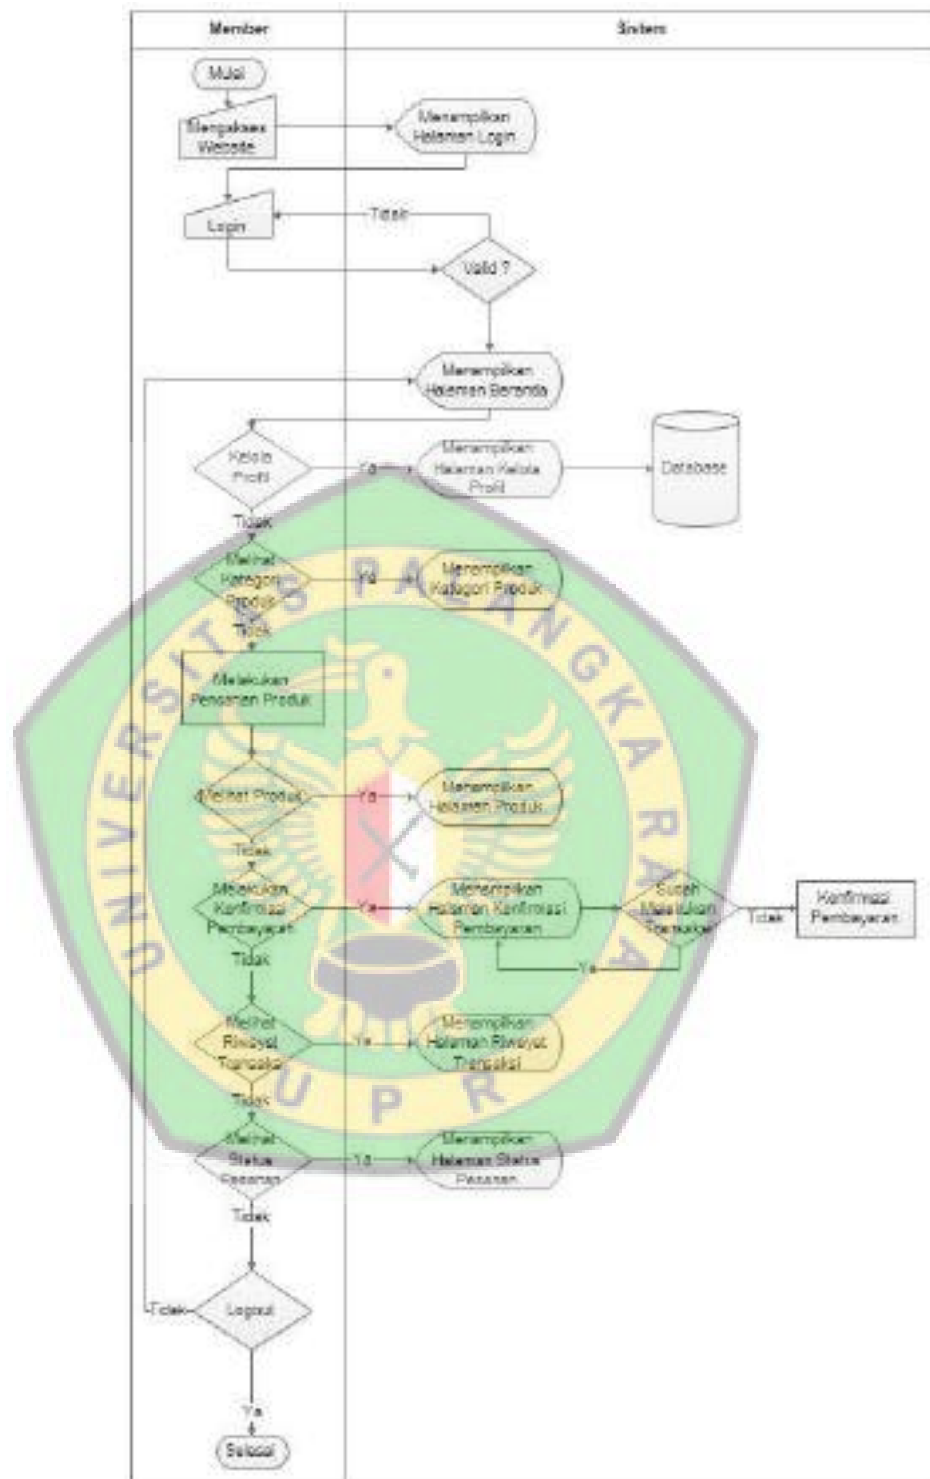 Member
Sistem
Mulai
Mengakses
Website
Menampilkan
Halaman Login
Login
Tidak
Valid ?
Menampilkan
Halaman Beranda
Kelola
Profil
Ya
Menampilkan
Halaman Kelola
Profil
Database
Tidak
Melihat
Kategori
Produk
Ya
Menampilkan
Kategori Produk
Tidak
Melakukan
Pesanan Produk
Melihat Produk
Ya
Menampilkan
Halaman Produk
Tidak
Melakukan
Konfirmasi
Pembayaran
Ya
Menampilkan
Halaman Konfirmasi
Pembayaran
Sudah
Melakukan
Transaksi
Tidak
Konfirmasi
Pembayaran
Ya
Tidak
Melihat
Riwayat
Transaksi
Ya
Menampilkan
Halaman Riwayat
Transaksi
Tidak
Melihat
Status
Pesanan
Ya
Menampilkan
Halaman Status
Pesanan
Tidak
Logout
Tidak
Ya
Selesai
UNIVERSITAS PALANGKA RAYA
UPR